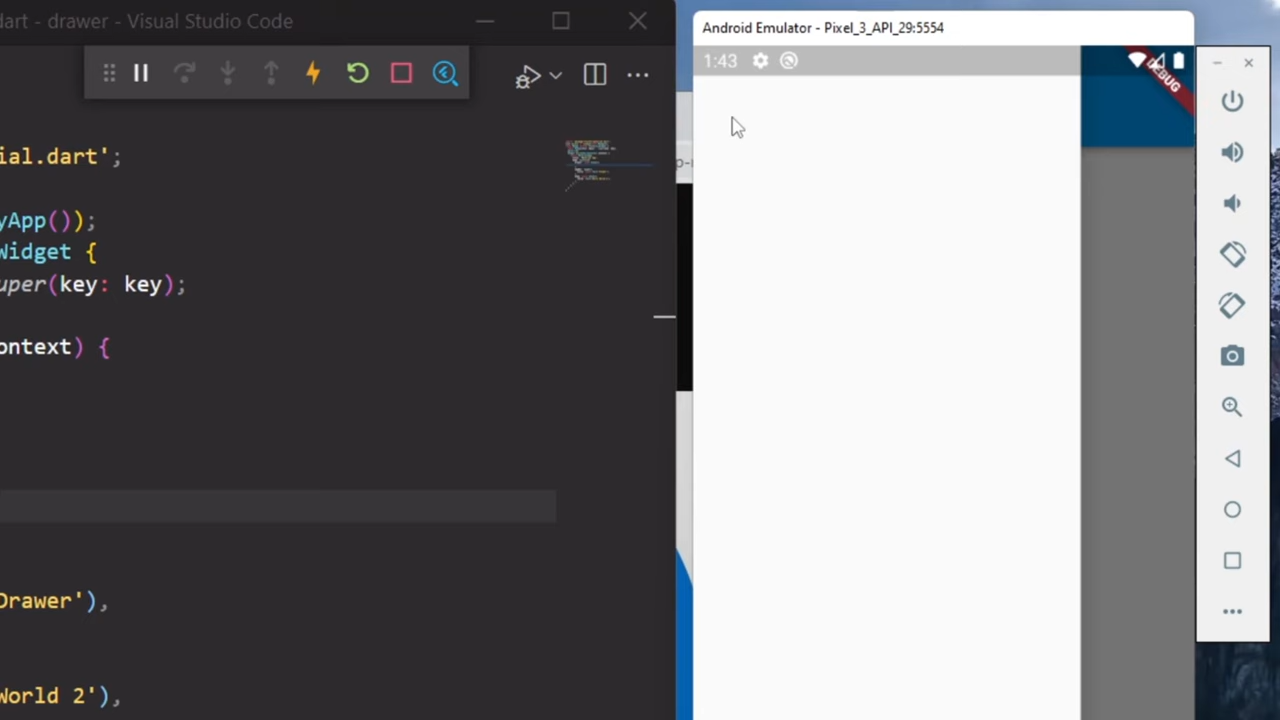 dart - drawer - Visual Studio Code
Android Emulator - Pixel_3_API_29:5554
1:43
DEBUG
ial.dart';
yApp());
Widget {
uper(key: key);
ontext) {
Drawer'),
World 2'),